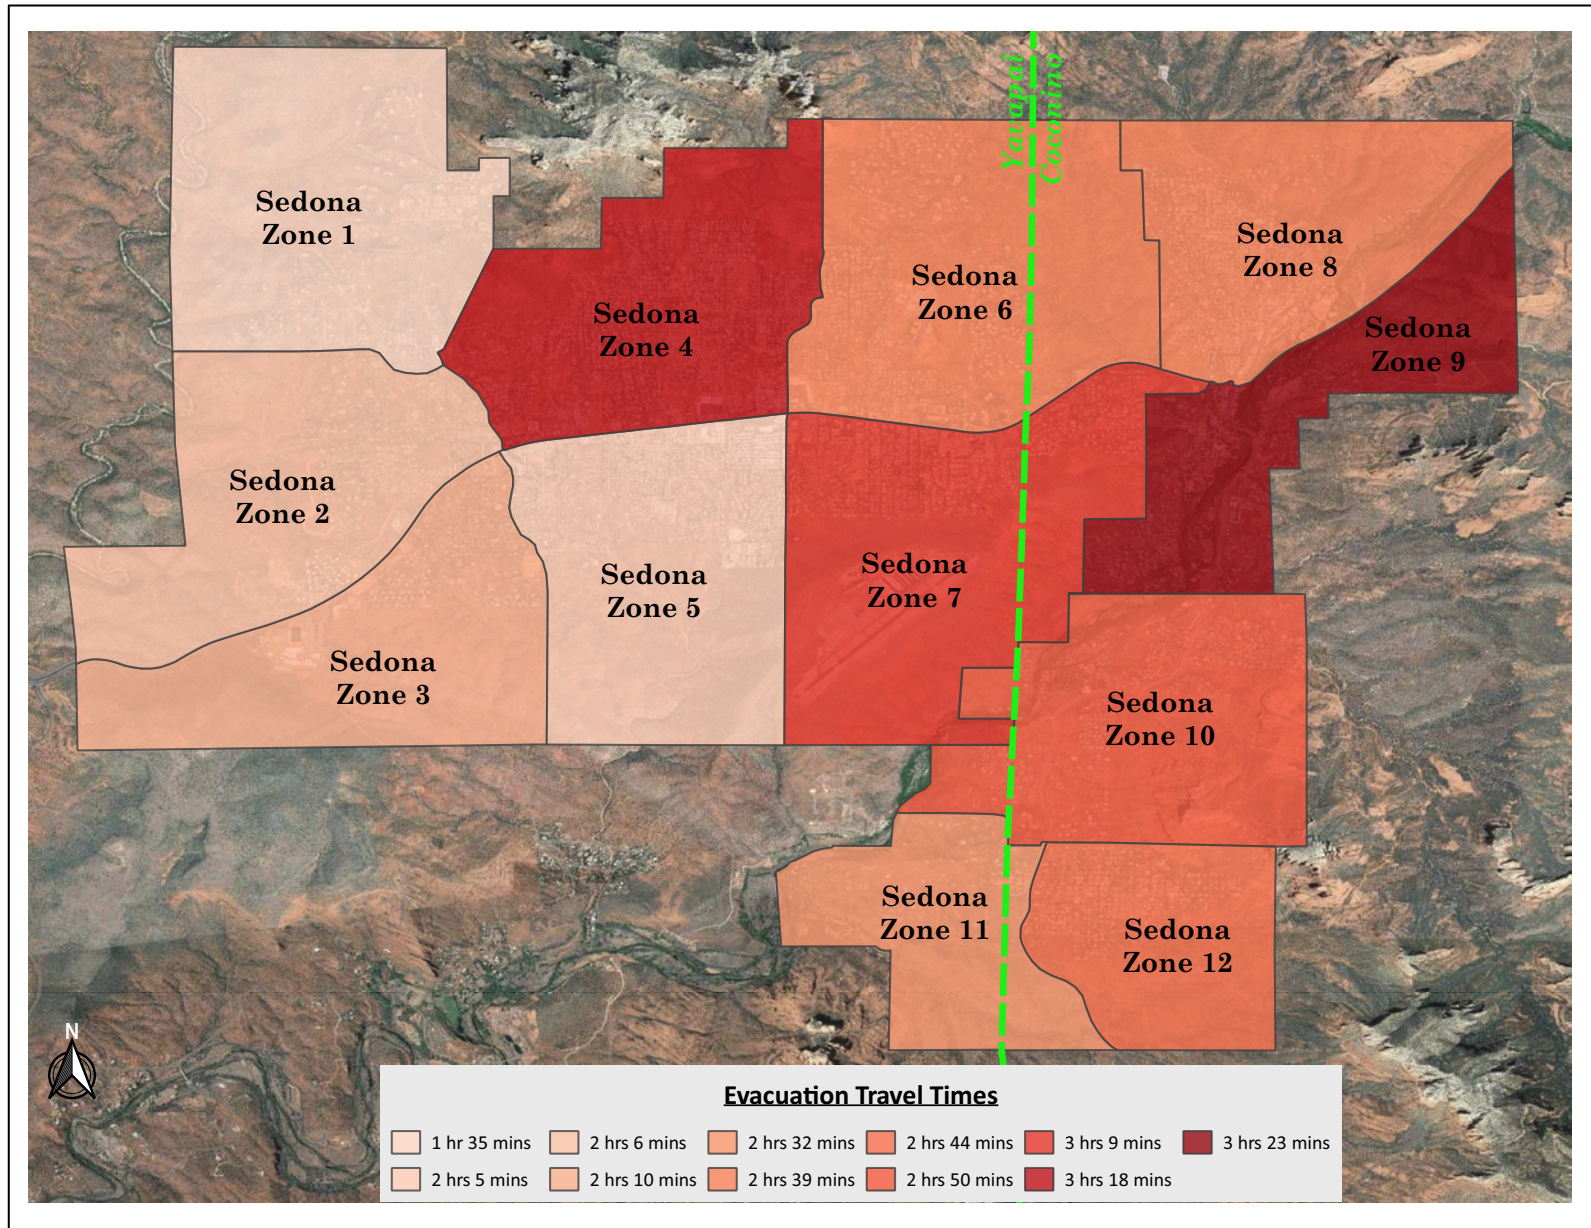 Yavapai
Coconino
Sedona
Zone 1
Sedona
Zone 4
Sedona
Zone 6
Sedona
Zone 8
Sedona
Zone 9
Sedona
Zone 2
Sedona
Zone 5
Sedona
Zone 7
Sedona
Zone 3
Sedona
Zone 10
Sedona
Zone 11
Sedona
Zone 12
N
Evacuation Travel Times
1 hr 35 mins
2 hrs 6 mins
2 hrs 32 mins
2 hrs 44 mins
3 hrs 9 mins
3 hrs 23 mins
2 hrs 5 mins
2 hrs 10 mins
2 hrs 39 mins
2 hrs 50 mins
3 hrs 18 mins